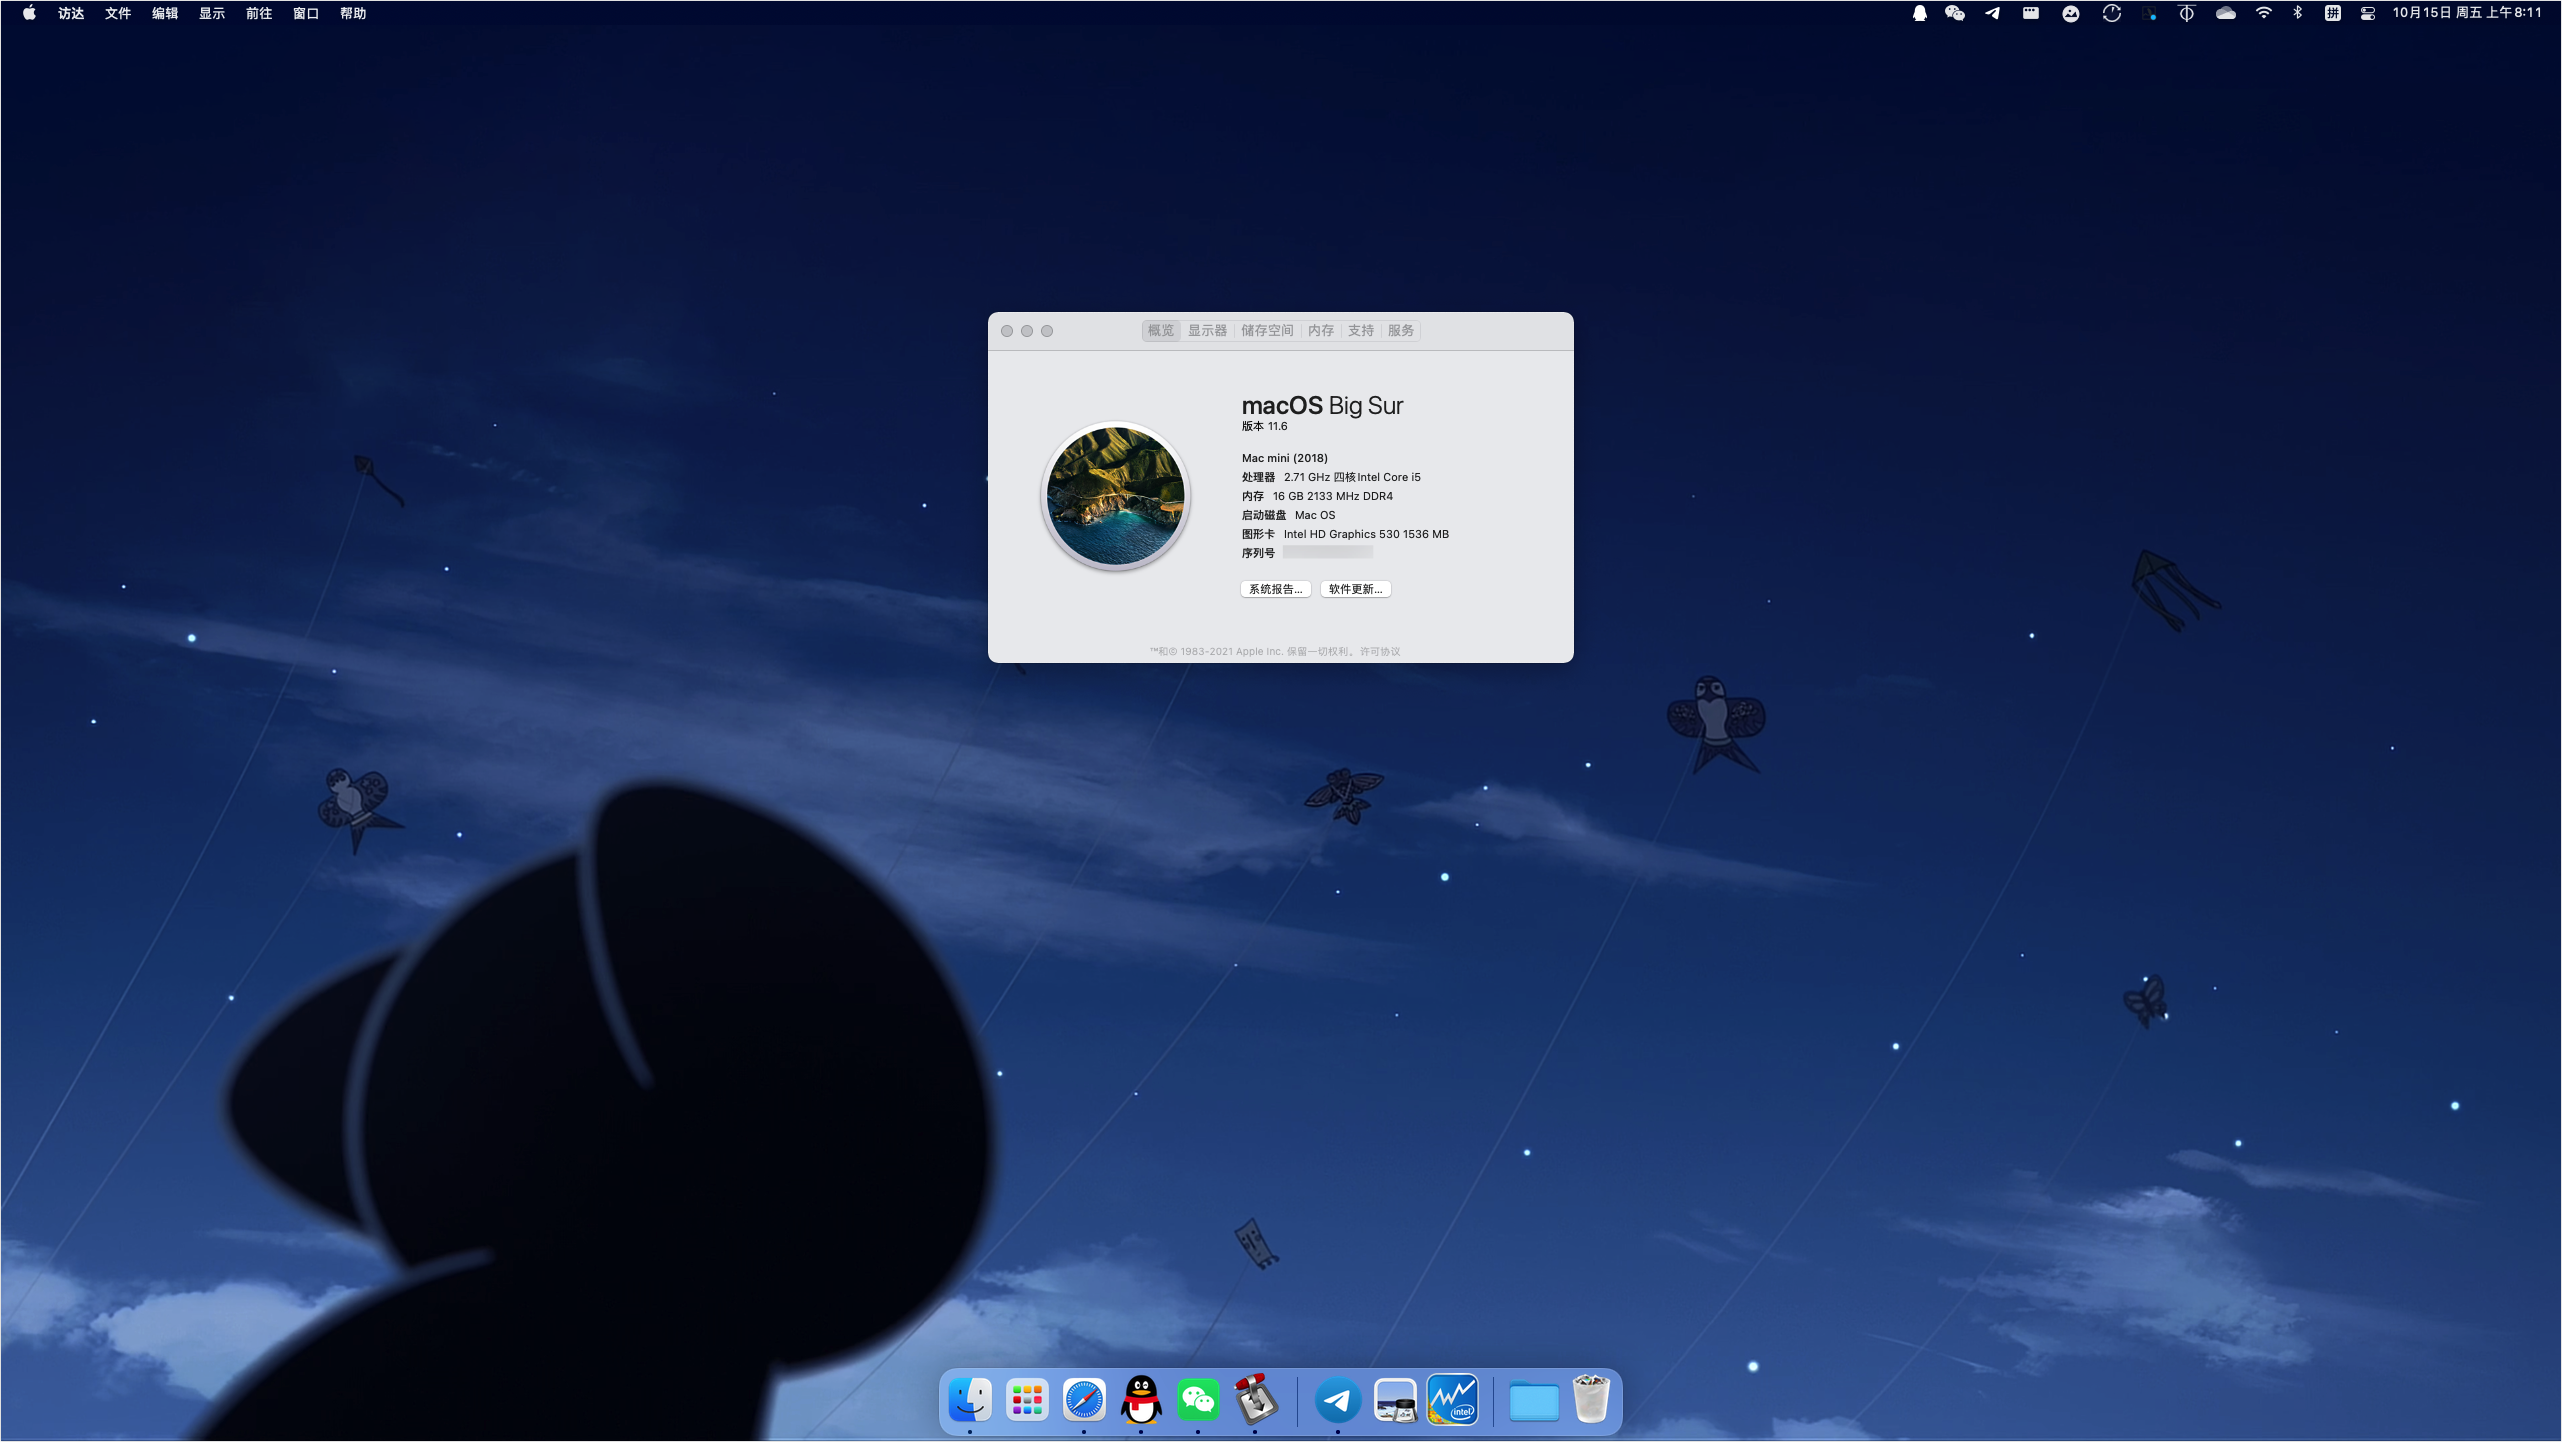 访达 文件 编辑 显示 前往 窗口 帮助
拼 10月15日 周五 上午8:11
概览 显示器 储存空间 内存 支持 服务
macOS Big Sur
版本 11.6
Mac mini (2018)
处理器 2.71 GHz 四核Intel Core i5
内存 16 GB 2133 MHz DDR4
启动磁盘 Mac OS
图形卡 Intel HD Graphics 530 1536 MB
序列号
系统报告... 软件更新...
™和© 1983-2021 Apple Inc. 保留一切权利。许可协议
intel